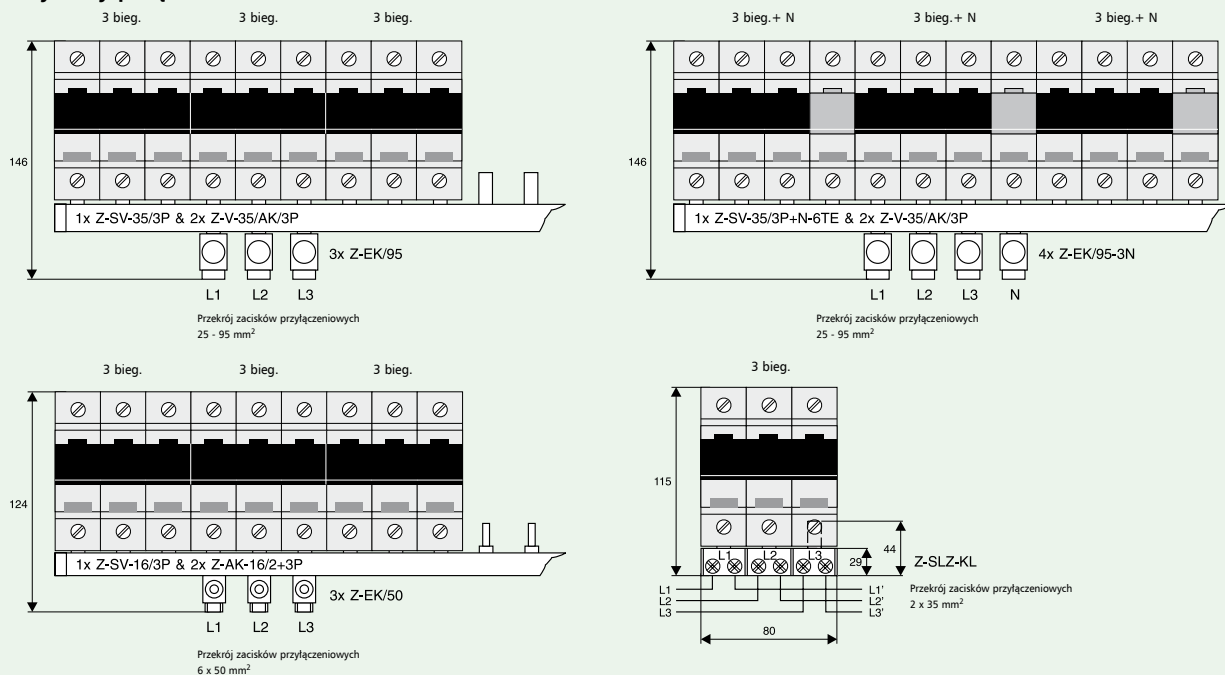 3 bieg. 3 bieg. 3 bieg.
146
1x Z-SV-35/3P & 2x Z-V-35/AK/3P
3x Z-EK/95
L1 L2 L3
Przekrój zacisków przyłączeniowych
25 - 95 mm²
3 bieg.+ N 3 bieg.+ N 3 bieg.+ N
146
1x Z-SV-35/3P+N-6TE & 2x Z-V-35/AK/3P
4x Z-EK/95-3N
L1 L2 L3 N
Przekrój zacisków przyłączeniowych
25 - 95 mm²
3 bieg. 3 bieg. 3 bieg.
124
1x Z-SV-16/3P & 2x Z-AK-16/2+3P
3x Z-EK/50
L1 L2 L3
Przekrój zacisków przyłączeniowych
6 x 50 mm²
3 bieg.
115
L1 L2 L3
29
44
Z-SLZ-KL
L1 L1'
L2 L2'
L3 L3'
Przekrój zacisków przyłączeniowych
2 x 35 mm²
80